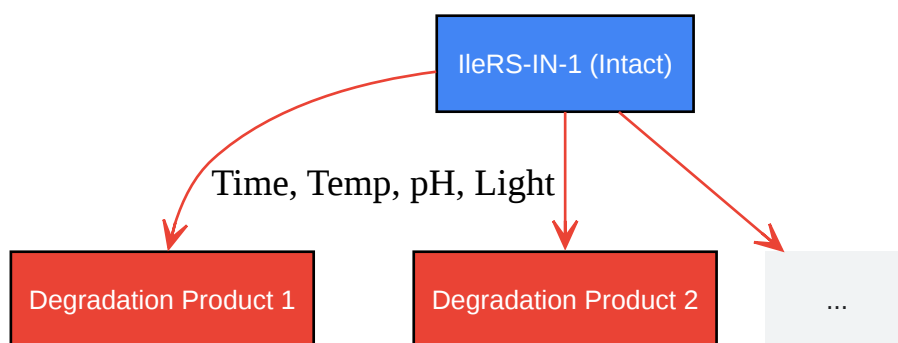 IleRS-IN-1 (Intact)
Time, Temp, pH, Light
Degradation Product 1
Degradation Product 2
...